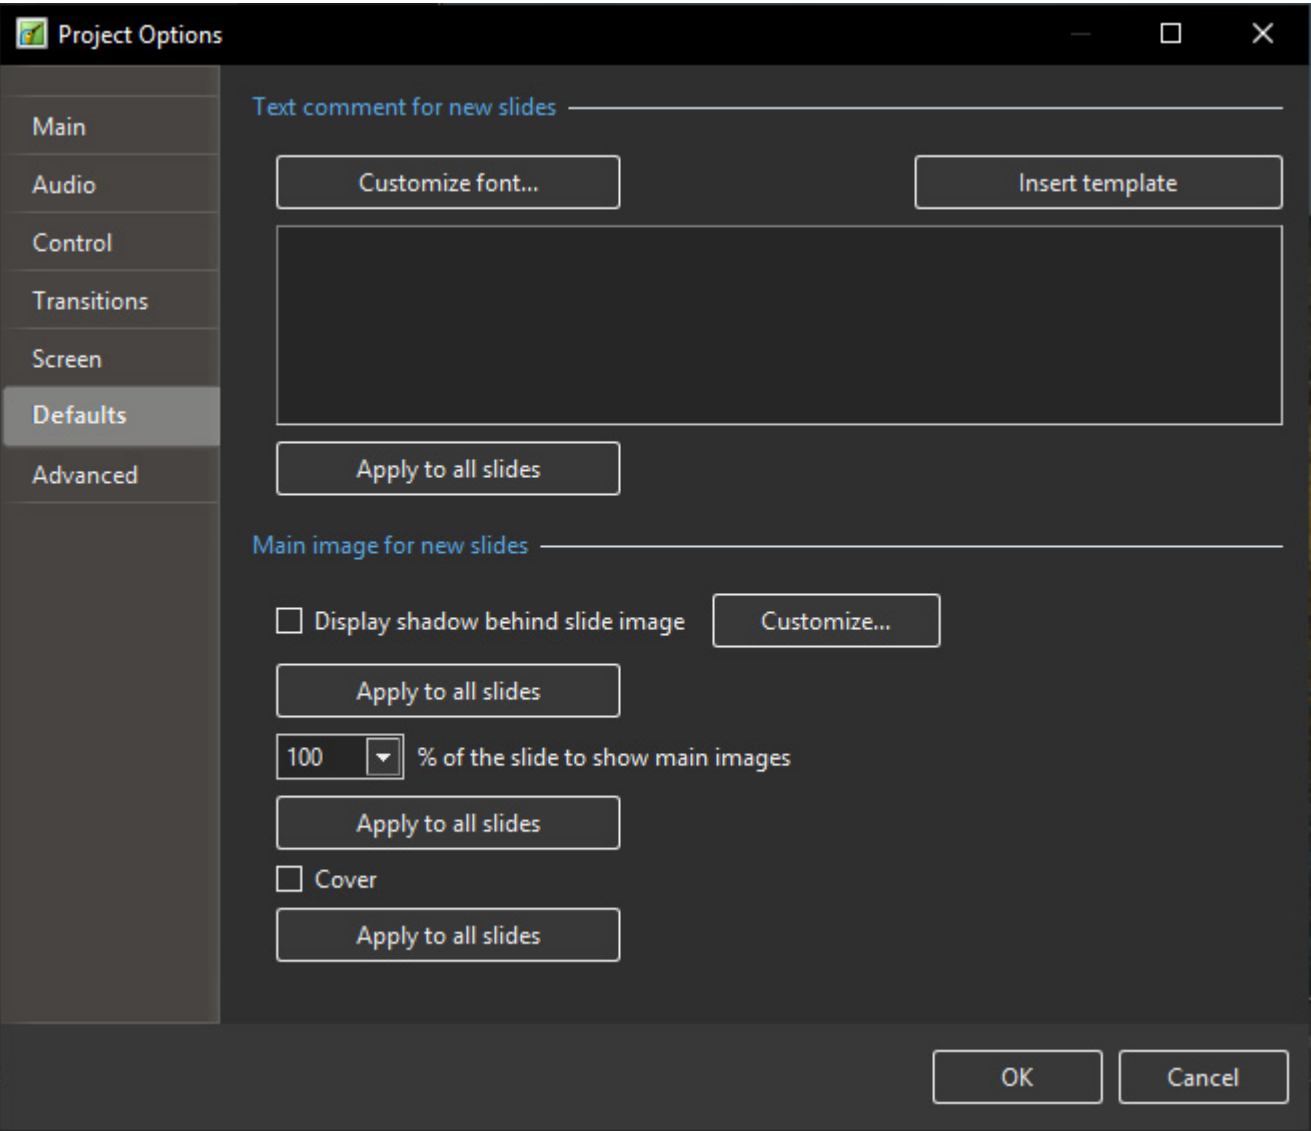 Project Options
Main
Audio
Control
Transitions
Screen
Defaults
Advanced
Text comment for new slides
Customize font...
Insert template
Apply to all slides
Main image for new slides
Display shadow behind slide image
Customize...
Apply to all slides
100
% of the slide to show main images
Apply to all slides
Cover
Apply to all slides
OK
Cancel